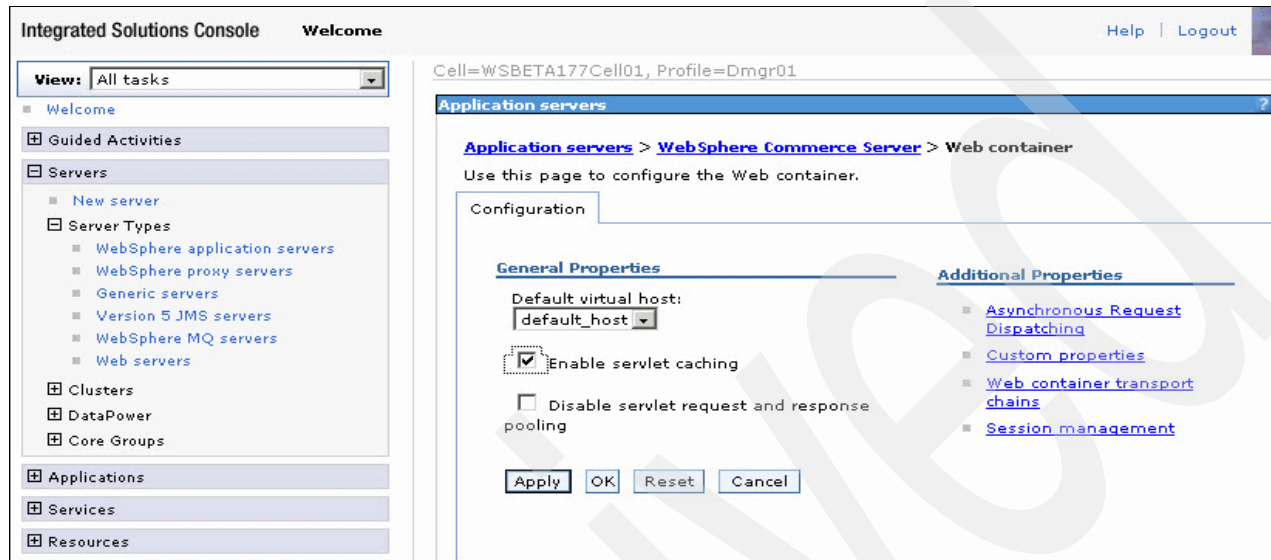 Integrated Solutions Console Welcome Help | Logout
View: All tasks
Welcome
Guided Activities
Servers
New server
Server Types
WebSphere application servers
WebSphere proxy servers
Generic servers
Version 5 JMS servers
WebSphere MQ servers
Web servers
Clusters
DataPower
Core Groups
Applications
Services
Resources
Cell=WSBETA177Cell01, Profile=Dmgr01
Application servers ?
Application servers > WebSphere Commerce Server > Web container
Use this page to configure the Web container.
Configuration
General Properties
Default virtual host:
default_host
Enable servlet caching
Disable servlet request and response
pooling
Apply OK Reset Cancel
Additional Properties
Asynchronous Request
Dispatching
Custom properties
Web container transport
chains
Session management